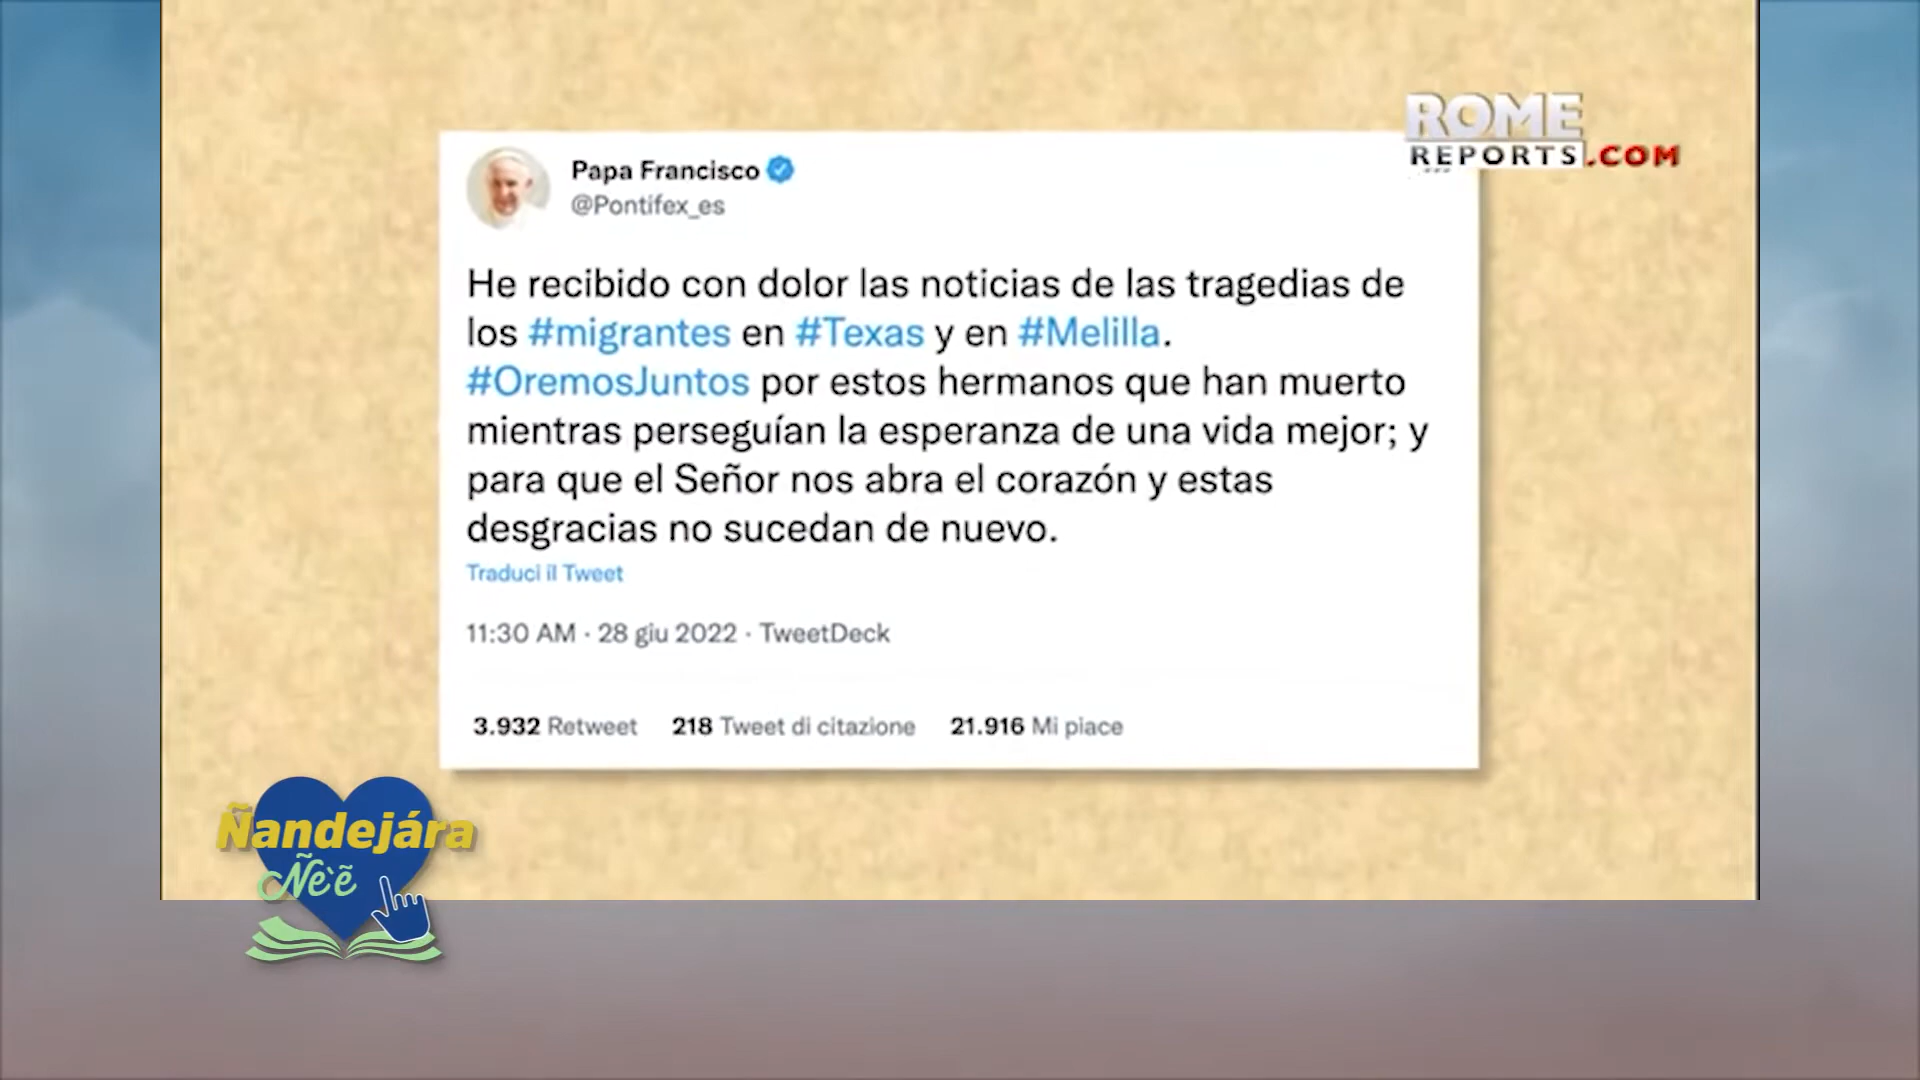 ROME
REPORTS.COM
Papa Francisco
@Pontifex_es
He recibido con dolor las noticias de las tragedias de
los #migrantes en #Texas y en #Melilla.
#OremosJuntos por estos hermanos que han muerto
mientras perseguían la esperanza de una vida mejor; y
para que el Señor nos abra el corazón y estas
desgracias no sucedan de nuevo.
Traduci il Tweet
11:30 AM · 28 giu 2022 · TweetDeck
3.932 Retweet 218 Tweet di citazione 21.916 Mi piace
Ñandejára
Ñe'ẽ